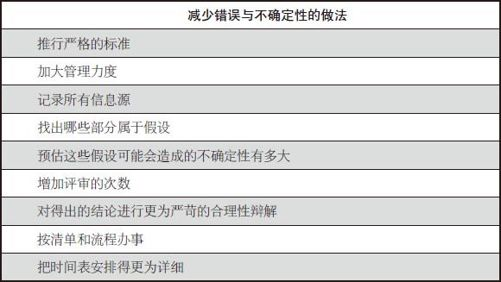 减少错误与不确定性的做法
推行严格的标准
加大管理力度
记录所有信息源
找出哪些部分属于假设
预估这些假设可能会造成的不确定性有多大
增加评审的次数
对得出的结论进行更为严苛的合理性辩解
按清单和流程办事
把时间表安排得更为详细